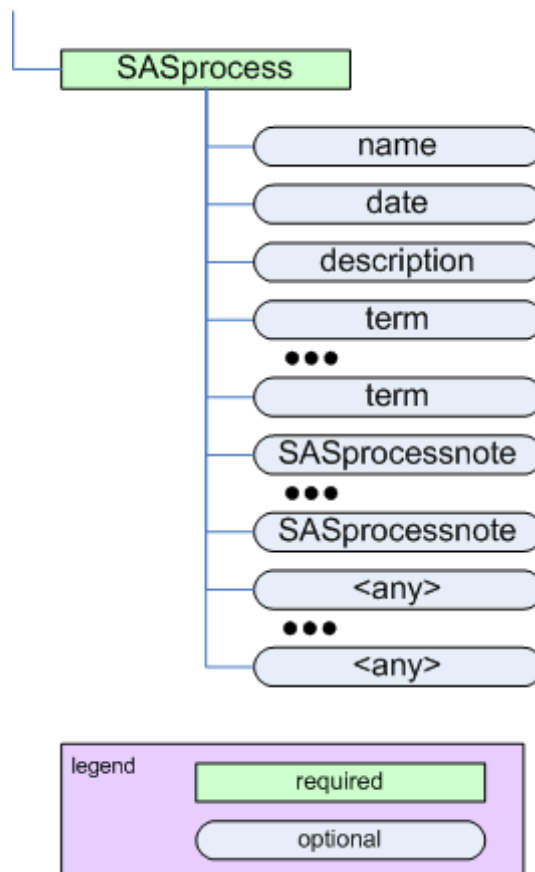 SASprocess
name
date
description
term
term
SASprocessnote
SASprocessnote
<any>
<any>
legend
required
optional